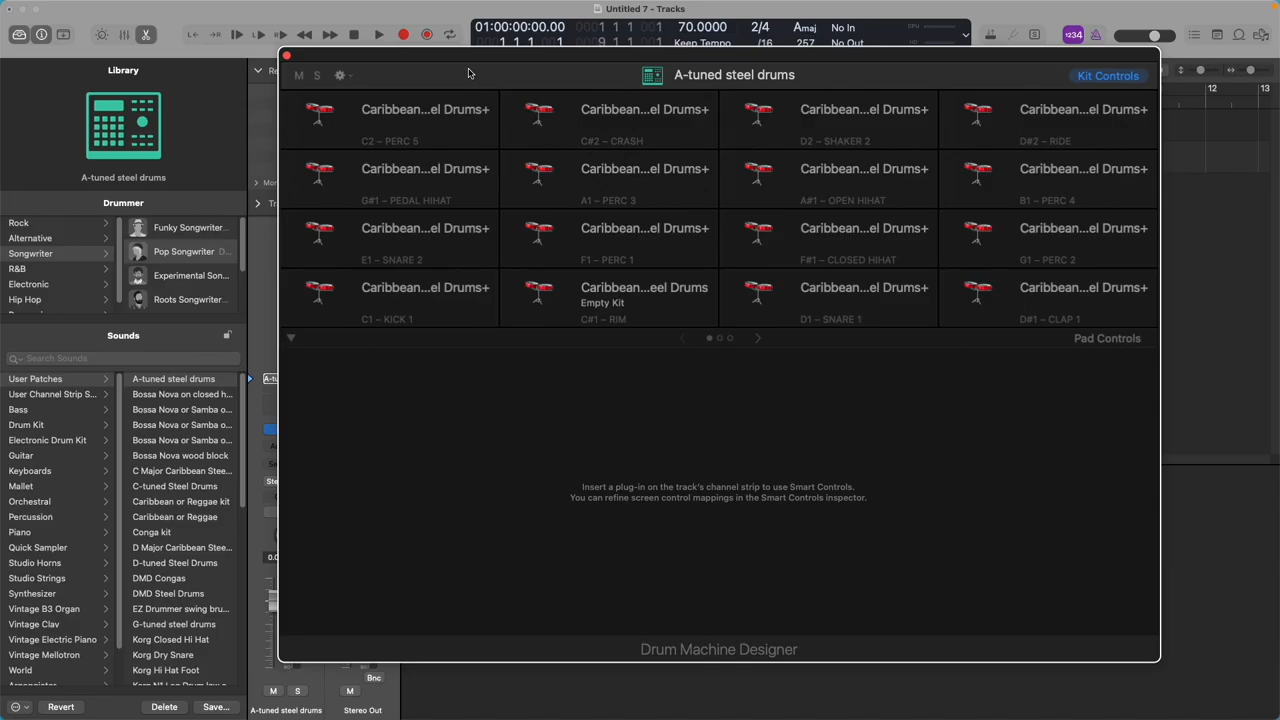 Untitled 7 - Tracks
01:00:00:00.00
70.0000
2/4
Amaj
No In
CPU
Keep Tempo
/16
257
No Out
1234
Library
A-tuned steel drums
Drummer
Rock
Alternative
Songwriter
R&B
Electronic
Hip Hop
Funky Songwriter...
Pop Songwriter D...
Experimental Son...
Roots Songwriter...
Sounds
Search Sounds
User Patches
User Channel Strip S...
Bass
Drum Kit
Electronic Drum Kit
Guitar
Keyboards
Mallet
Orchestral
Percussion
Piano
Quick Sampler
Studio Horns
Studio Strings
Synthesizer
Vintage B3 Organ
Vintage Clav
Vintage Electric Piano
Vintage Mellotron
World
A-tuned steel drums
Bossa Nova on closed h...
Bossa Nova or Samba o...
Bossa Nova or Samba o...
Bossa Nova or Samba o...
Bossa Nova wood block
C Major Caribbean Stee...
C-tuned Steel Drums
Caribbean or Reggae kit
Caribbean or Reggae
Conga kit
D Major Caribbean Stee...
D-tuned Steel Drums
DMD Congas
DMD Steel Drums
EZ Drummer swing bru...
G-tuned steel drums
Korg Closed Hi Hat
Korg Dry Snare
Korg Hi Hat Foot
Revert
Delete
Save...
M S
A-tuned steel drums
Kit Controls
Caribbean...el Drums+
C2 – PERC 5
Caribbean...el Drums+
C#2 – CRASH
Caribbean...el Drums+
D2 – SHAKER 2
Caribbean...el Drums+
D#2 – RIDE
Caribbean...el Drums+
G#1 – PEDAL HIHAT
Caribbean...el Drums+
A1 – PERC 3
Caribbean...el Drums+
A#1 – OPEN HIHAT
Caribbean...el Drums+
B1 – PERC 4
Caribbean...el Drums+
E1 – SNARE 2
Caribbean...el Drums+
F1 – PERC 1
Caribbean...el Drums+
F#1 – CLOSED HIHAT
Caribbean...el Drums+
G1 – PERC 2
Caribbean...el Drums+
C1 – KICK 1
Caribbean...eel Drums
Empty Kit
C#1 – RIM
Caribbean...el Drums+
D1 – SNARE 1
Caribbean...el Drums+
D#1 – CLAP 1
Pad Controls
Insert a plug-in on the track's channel strip to use Smart Controls.
You can refine screen control mappings in the Smart Controls inspector.
Drum Machine Designer
12
13
Bnc
M S
M
A-tuned steel drums
Stereo Out